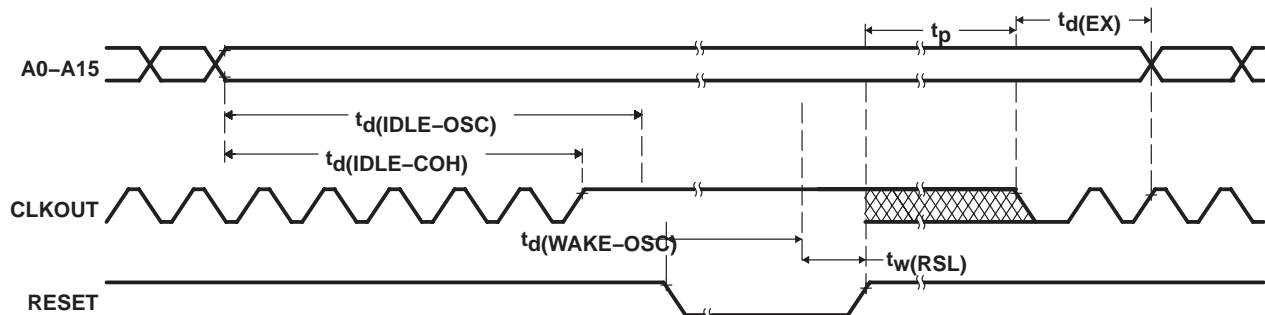 tp
td(EX)
A0–A15
td(IDLE–OSC)
td(IDLE–COH)
CLKOUT
td(WAKE–OSC)
tw(RSL)
RESET